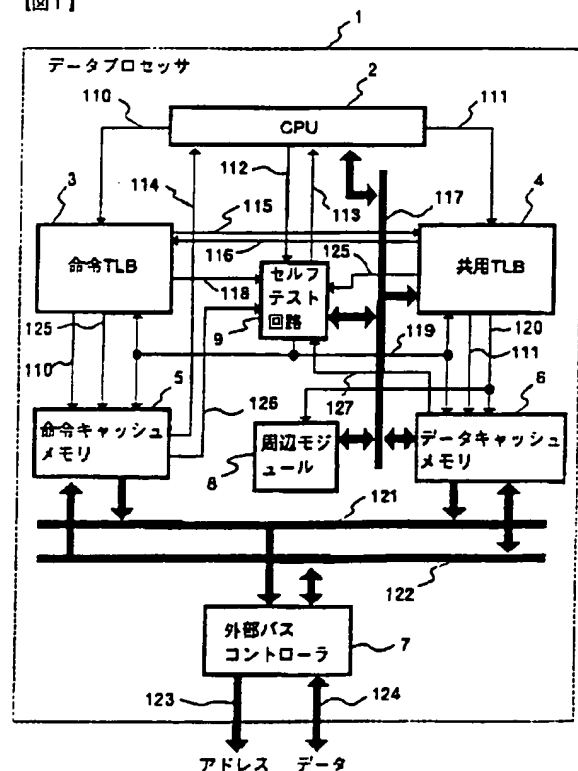 【図1】
1
データプロセッサ
2
110
CPU
111
112
113
114
117
3
115
4
116
命令TLB
共用TLB
125
118
セルフ
テスト
回路
9
125
119
120
110
111
5
126
127
6
命令キャッシュ
メモリ
周辺モジ
ュール
8
データキャッシュ
メモリ
121
122
外部バス
コントローラ
7
123
124
アドレス
データ